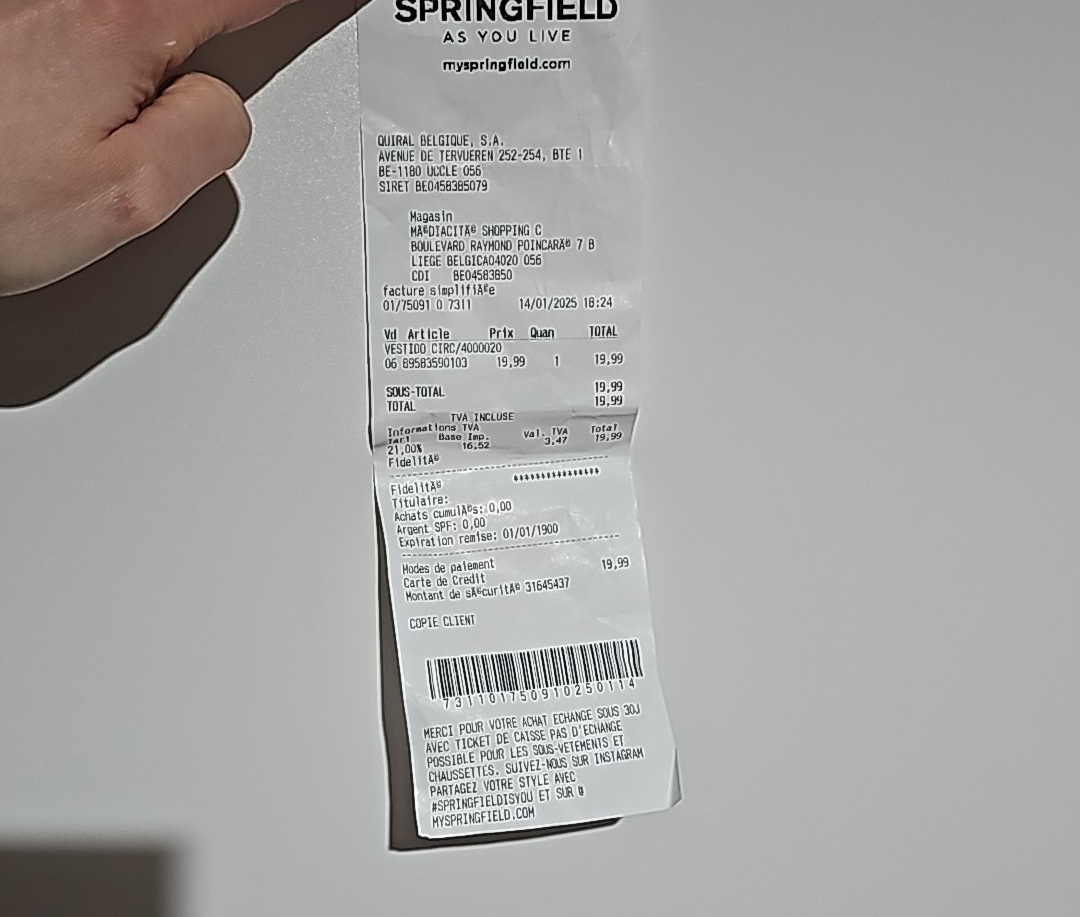 SPRINGFIELD
AS YOU LIVE
myspringfield.com
QUIRAL BELGIQUE, S.A.
AVENUE DE TERVUEREN 252-254, BTE 1
BE-1180 UCCLE 056
SIRET BE0458385079
Magasin
MÃ©DIACITÃ© SHOPPING C
BOULEVARD RAYMOND POINCARÃ© 7 B
LIEGE BELGICA04020 056
CDI BE04583850
facture simplifiÃ©e
01/75091 0 7311 14/01/2025 18:24
Vd Article Prix Quan TOTAL
VESTIDO CIRC/4000020
06 89583590103 19,99 1 19,99
SOUS-TOTAL 19,99
TOTAL 19,99
TVA INCLUSE
Informations TVA
Tari Base Imp. Val. TVA Total
21,00% 16,52 3,47 19,99
FidelitÃ©
FidelitÃ© ****************
Titulaire:
Achats cumulÃ©s: 0,00
Argent SPF: 0,00
Expiration remise: 01/01/1900
Modes de paiement
Carte de Credit 19,99
Montant de sÃ©curitÃ© 31645437
COPIE CLIENT
731101750910250114
MERCI POUR VOTRE ACHAT ECHANGE SOUS 30J
AVEC TICKET DE CAISSE PAS D'ECHANGE
POSSIBLE POUR LES SOUS-VETEMENTS ET
CHAUSSETTES. SUIVEZ-NOUS SUR INSTAGRAM
PARTAGEZ VOTRE STYLE AVEC
#SPRINGFIELDISYOU ET SUR @
MYSPRINGFIELD.COM